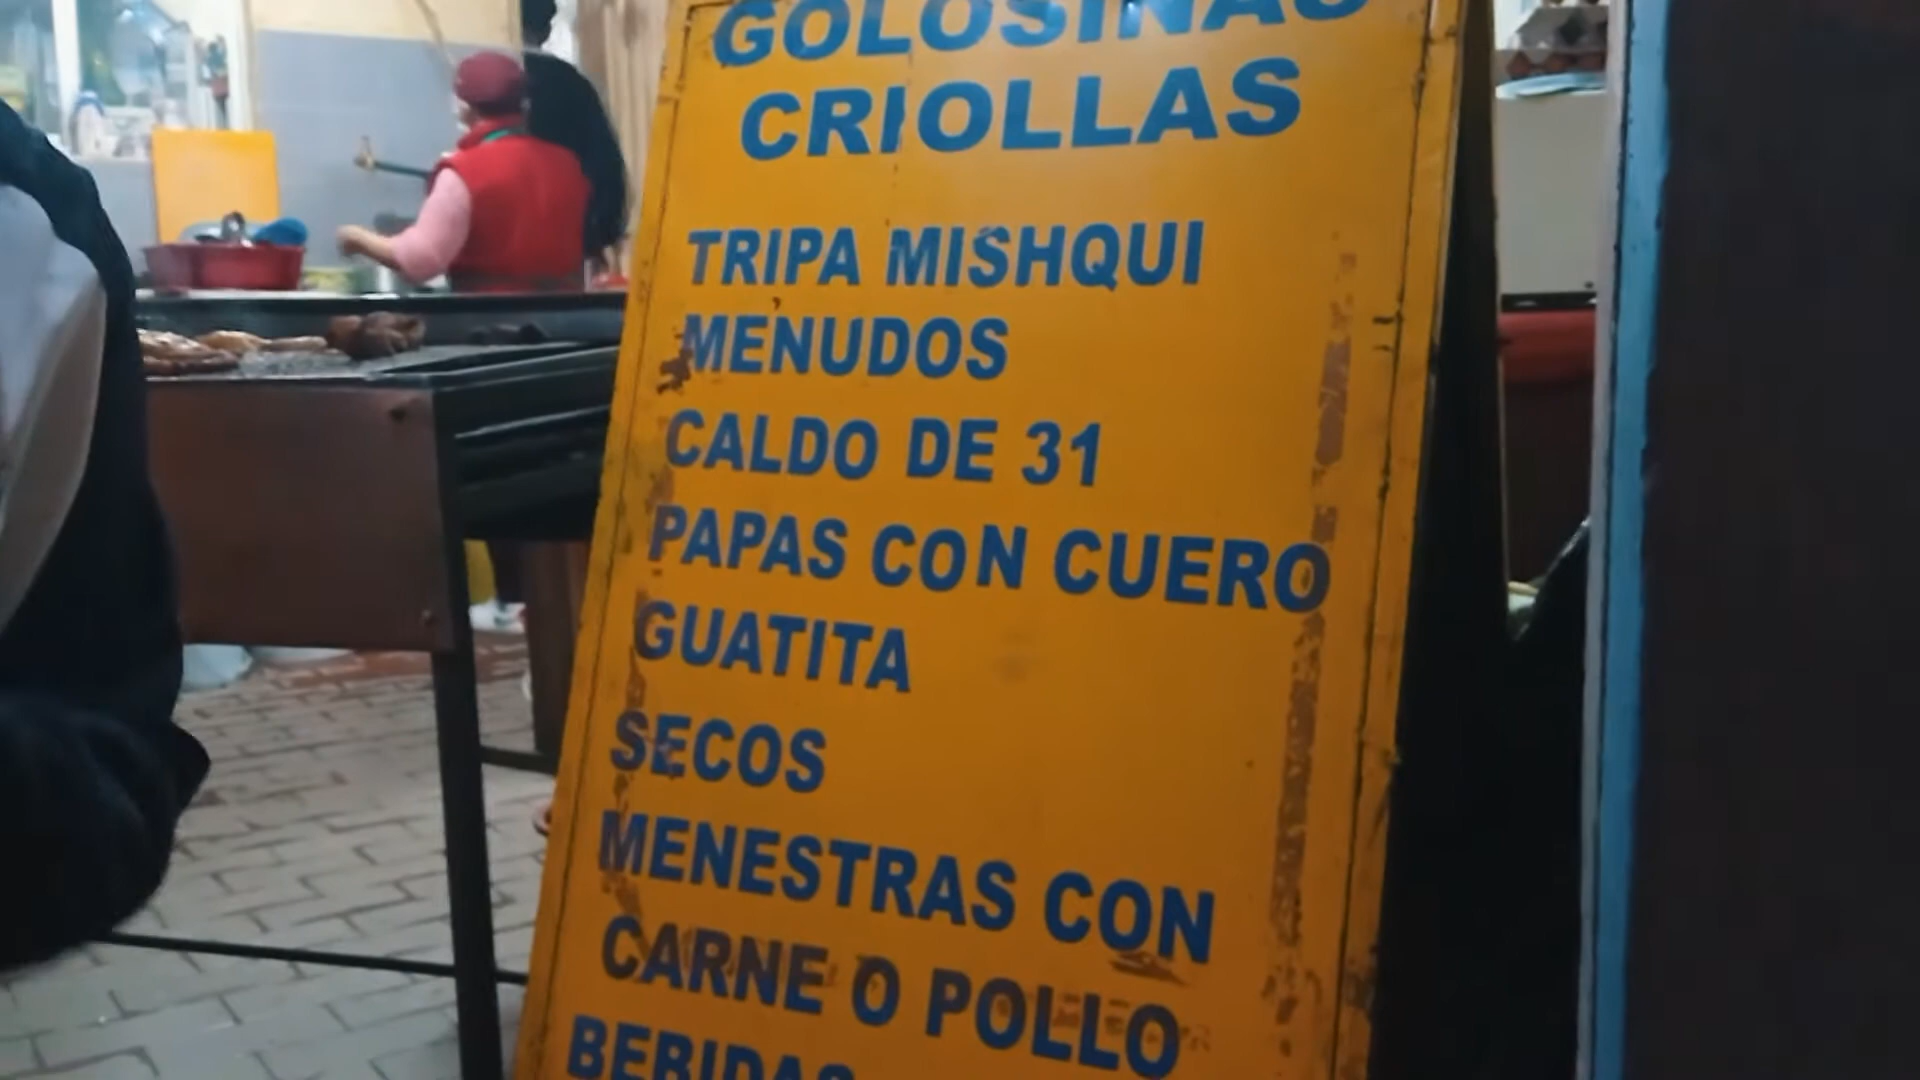 GOLOSINAS
CRIOLLAS
TRIPA MISHQUI
MENUDOS
CALDO DE 31
PAPAS CON CUERO
GUATITA
SECOS
MENESTRAS CON
CARNE O POLLO
BEBIDAS